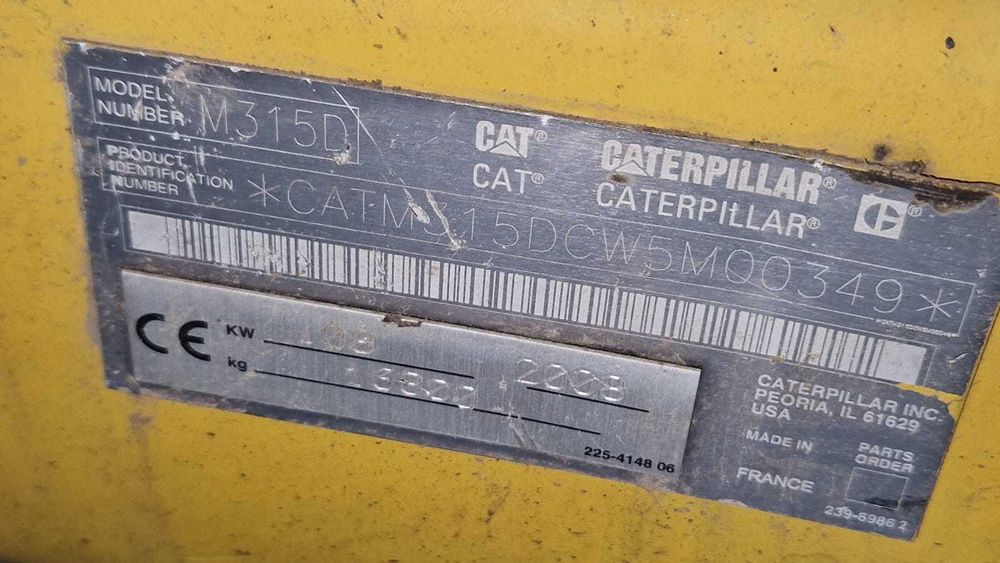 MODEL
NUMBER M315D
PRODUCT
IDENTIFICATION
NUMBER *CATM315DCW5M00349*
CAT® CATERPILLAR®
CAT® CATERPILLAR®
CE
KW 2008
kg
225-4148 06
CATERPILLAR INC.
PEORIA, IL 61629
USA
MADE IN
FRANCE
PARTS
ORDER
239-5986 2